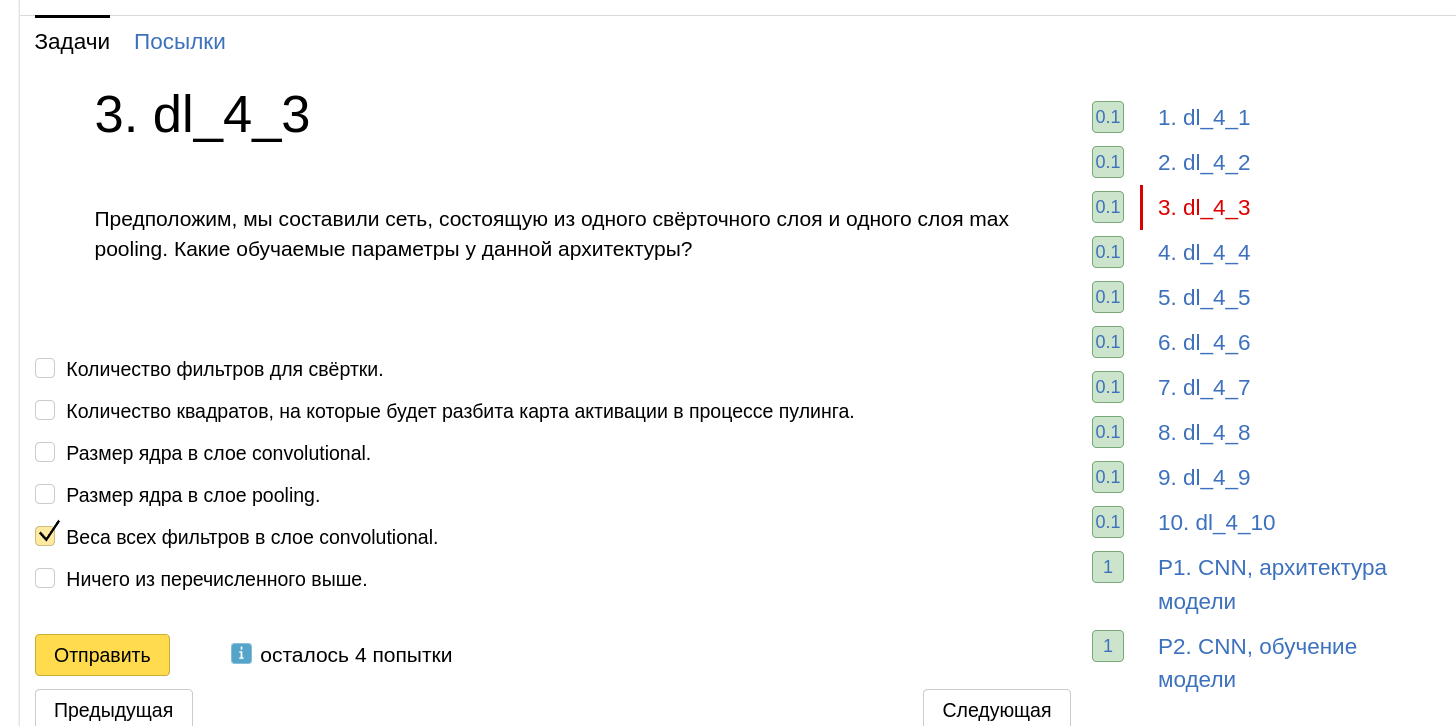 Задачи Посылки
3. dl_4_3
Предположим, мы составили сеть, состоящую из одного свёрточного слоя и одного слоя max
pooling. Какие обучаемые параметры у данной архитектуры?
Количество фильтров для свёртки.
Количество квадратов, на которые будет разбита карта активации в процессе пулинга.
Размер ядра в слое convolutional.
Размер ядра в слое pooling.
Веса всех фильтров в слое convolutional.
Ничего из перечисленного выше.
Отправить
осталось 4 попытки
Предыдущая
Следующая
0.1 1. dl_4_1
0.1 2. dl_4_2
0.1 3. dl_4_3
0.1 4. dl_4_4
0.1 5. dl_4_5
0.1 6. dl_4_6
0.1 7. dl_4_7
0.1 8. dl_4_8
0.1 9. dl_4_9
0.1 10. dl_4_10
1 P1. CNN, архитектура
модели
1 P2. CNN, обучение
модели